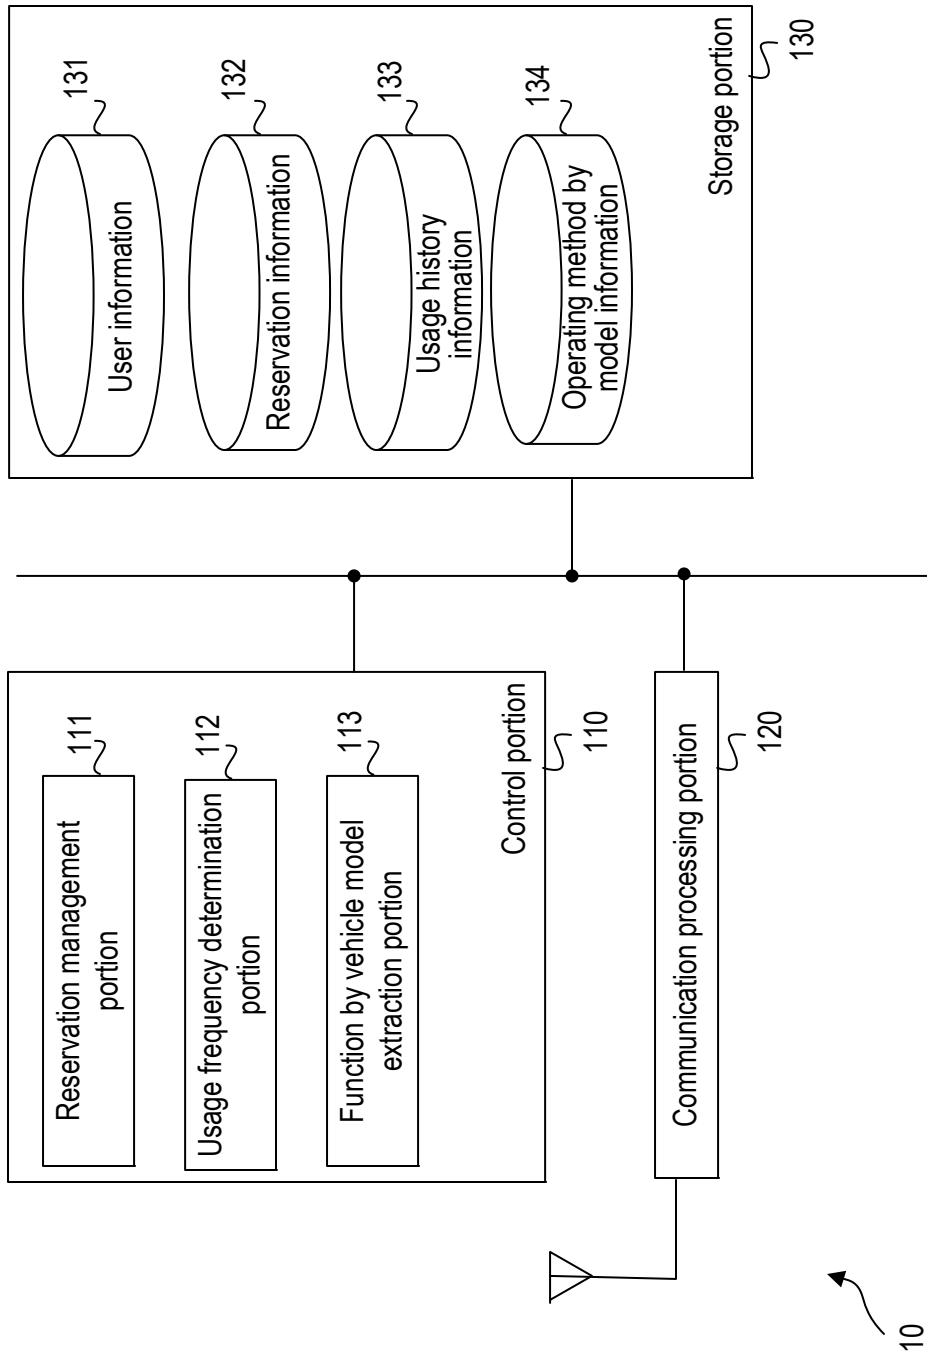 10
111
Reservation management
portion
112
Usage frequency determination
portion
113
Function by vehicle model
extraction portion
Control portion
110
Communication processing portion
120
131
User information
132
Reservation information
133
Usage history
information
134
Operating method by
model information
Storage portion
130